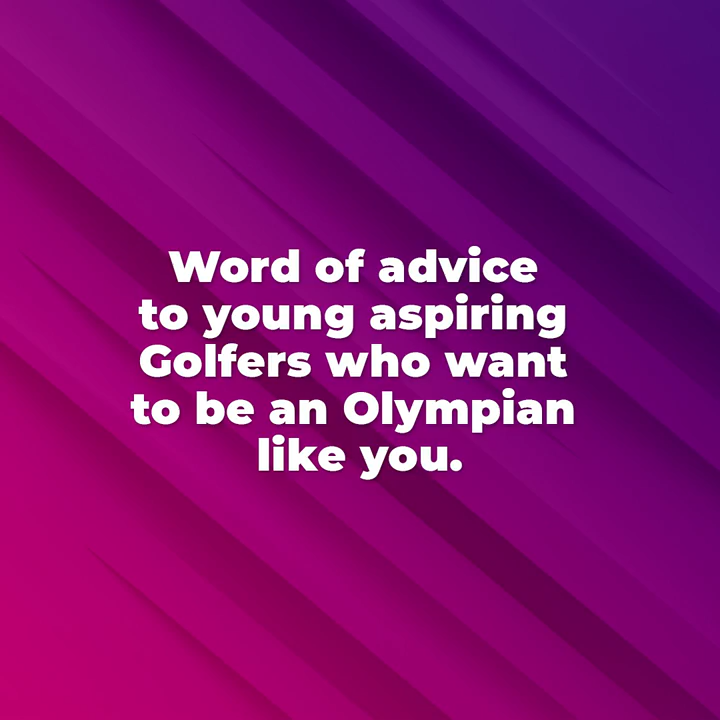 Word of advice
to young aspiring
Golfers who want
to be an Olympian
like you.